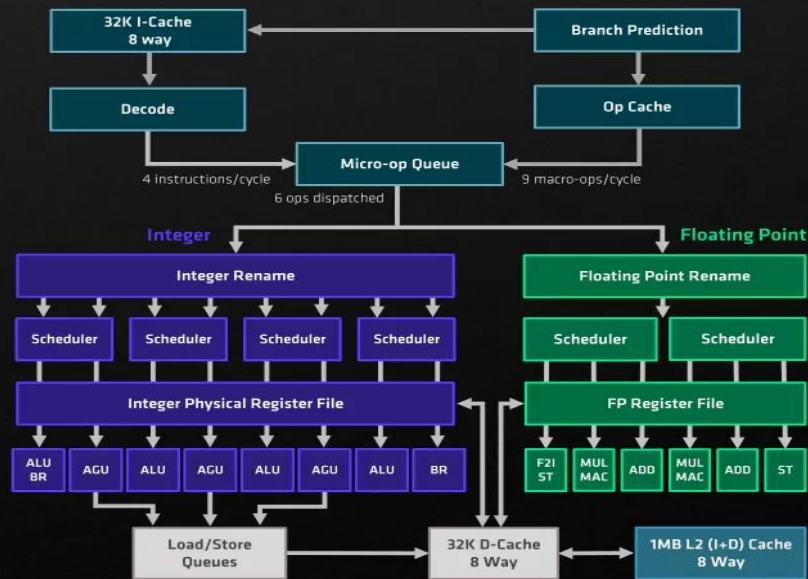 32K I-Cache
8 way
Branch Prediction
Decode
Op Cache
Micro-op Queue
4 instructions/cycle
9 macro-ops/cycle
6 ops dispatched
Integer
Floating Point
Integer Rename
Floating Point Rename
Scheduler
Scheduler
Scheduler
Scheduler
Scheduler
Scheduler
Integer Physical Register File
FP Register File
ALU
BR
AGU
ALU
AGU
ALU
AGU
ALU
BR
F2I
ST
MUL
MAC
ADD
MUL
MAC
ADD
ST
Load/Store
Queues
32K D-Cache
8 Way
1MB L2 (I+D) Cache
8 Way